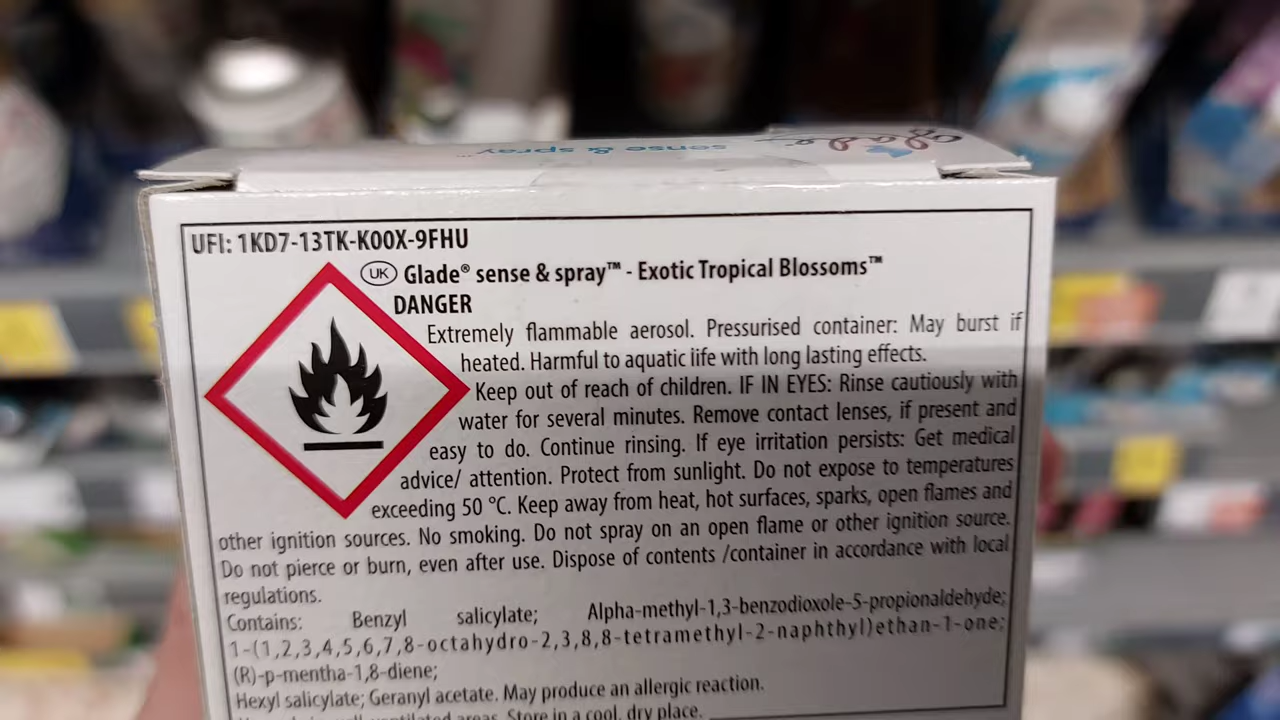 Glade
sense & spray™
UFI: 1KD7-13TK-K00X-9FHU
UK Glade® sense & spray™ - Exotic Tropical Blossoms™
DANGER
Extremely flammable aerosol. Pressurised container: May burst if
heated. Harmful to aquatic life with long lasting effects.
Keep out of reach of children. IF IN EYES: Rinse cautiously with
water for several minutes. Remove contact lenses, if present and
easy to do. Continue rinsing. If eye irritation persists: Get medical
advice/ attention. Protect from sunlight. Do not expose to temperatures
exceeding 50 °C. Keep away from heat, hot surfaces, sparks, open flames and
other ignition sources. No smoking. Do not spray on an open flame or other ignition source.
Do not pierce or burn, even after use. Dispose of contents /container in accordance with local
regulations.
Contains: Benzyl salicylate; Alpha-methyl-1,3-benzodioxole-5-propionaldehyde;
1-(1,2,3,4,5,6,7,8-octahydro-2,3,8,8-tetramethyl-2-naphthyl)ethan-1-one;
(R)-p-mentha-1,8-diene;
Hexyl salicylate; Geranyl acetate. May produce an allergic reaction.
areas. Store in a cool, dry place.